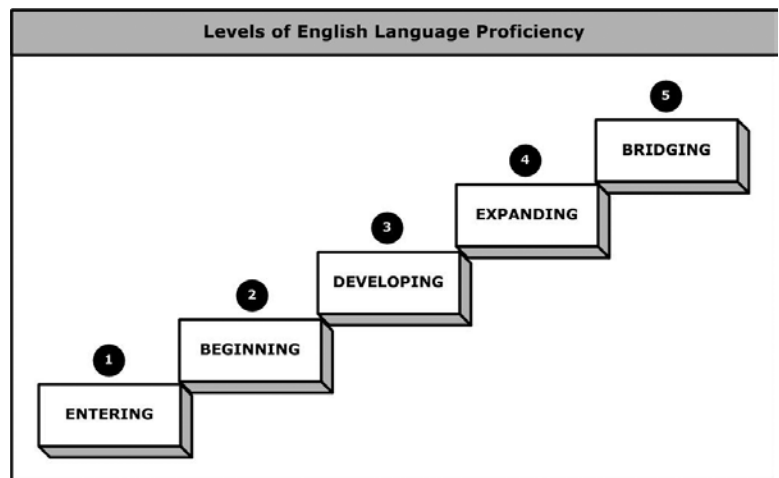 Levels of English Language Proficiency
5
BRIDGING
4
EXPANDING
3
DEVELOPING
2
BEGINNING
1
ENTERING